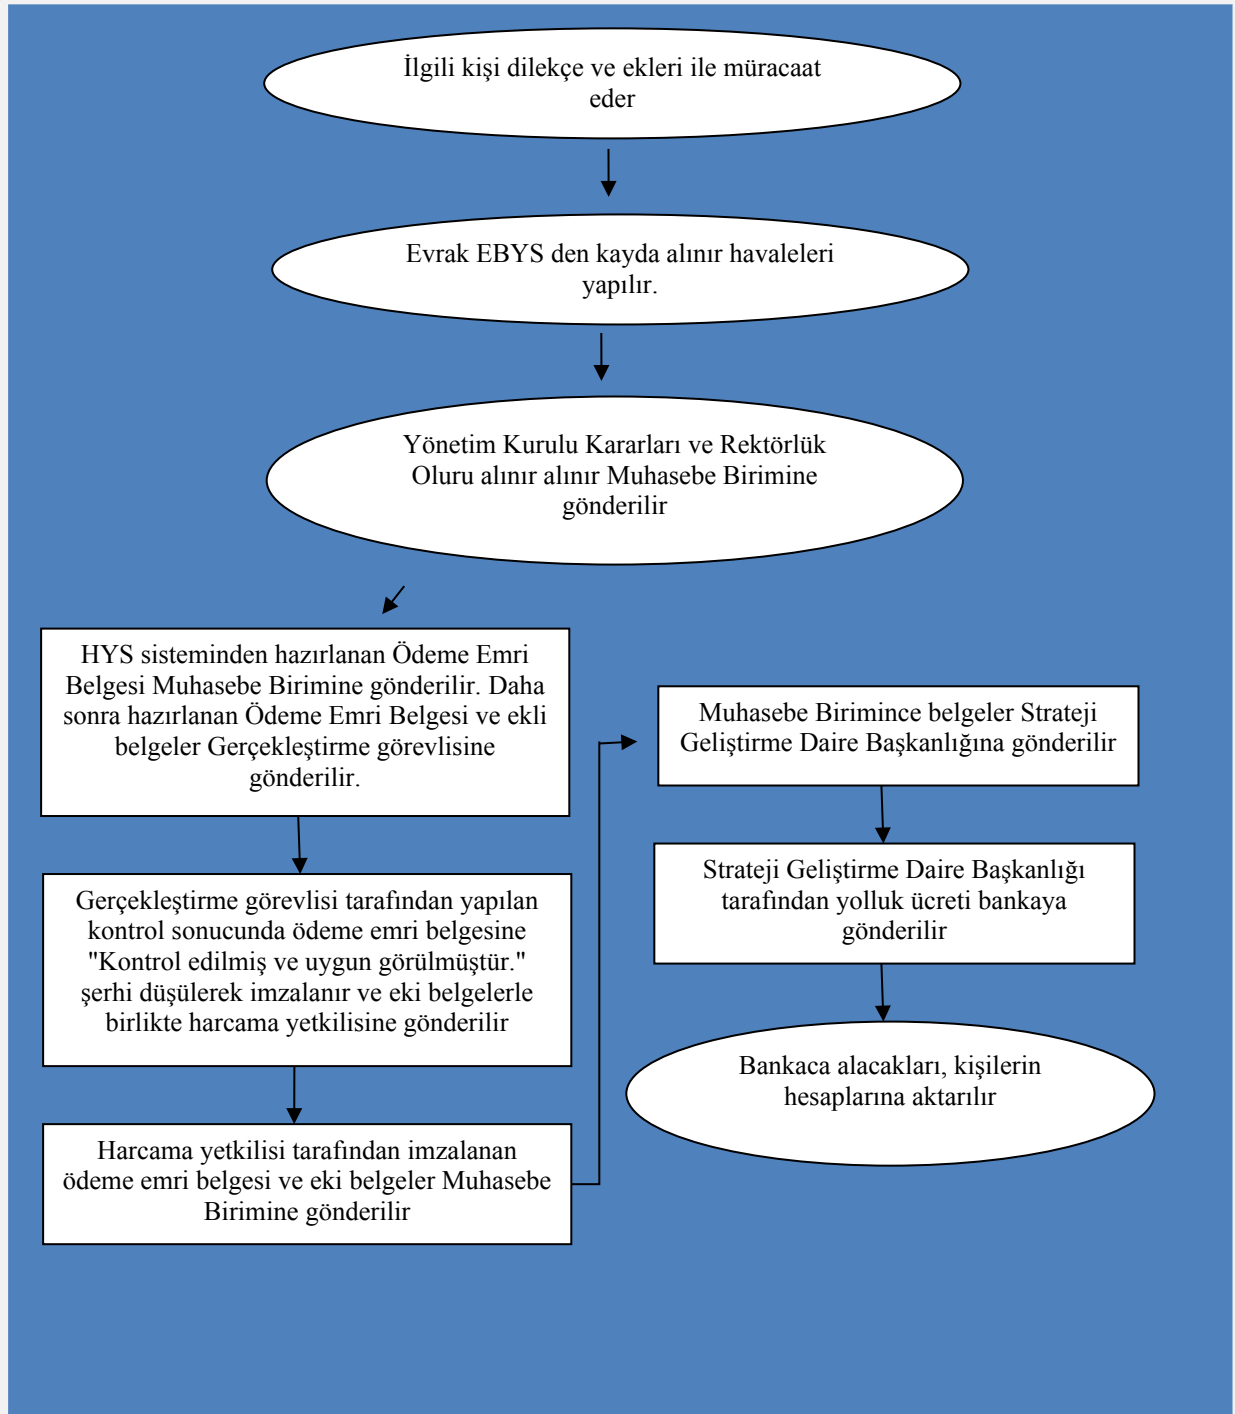 İlgili kişi dilekçe ve ekleri ile müracaat
eder
Evrak EBYS den kayda alınır havaleleri
yapılır.
Yönetim Kurulu Kararları ve Rektörlük
Oluru alınır alınır Muhasebe Birimine
gönderilir
HYS sisteminden hazırlanan Ödeme Emri
Belgesi Muhasebe Birimine gönderilir. Daha
sonra hazırlanan Ödeme Emri Belgesi ve ekli
belgeler Gerçekleştirme görevlisine
gönderilir.
Gerçekleştirme görevlisi tarafından yapılan
kontrol sonucunda ödeme emri belgesine
"Kontrol edilmiş ve uygun görülmüştür."
şerhi düşülerek imzalanır ve eki belgelerle
birlikte harcama yetkilisine gönderilir
Harcama yetkilisi tarafından imzalanan
ödeme emri belgesi ve eki belgeler Muhasebe
Birimine gönderilir
Muhasebe Birimince belgeler Strateji
Geliştirme Daire Başkanlığına gönderilir
Strateji Geliştirme Daire Başkanlığı
tarafından yolluk ücreti bankaya
gönderilir
Bankaca alacakları, kişilerin
hesaplarına aktarılır